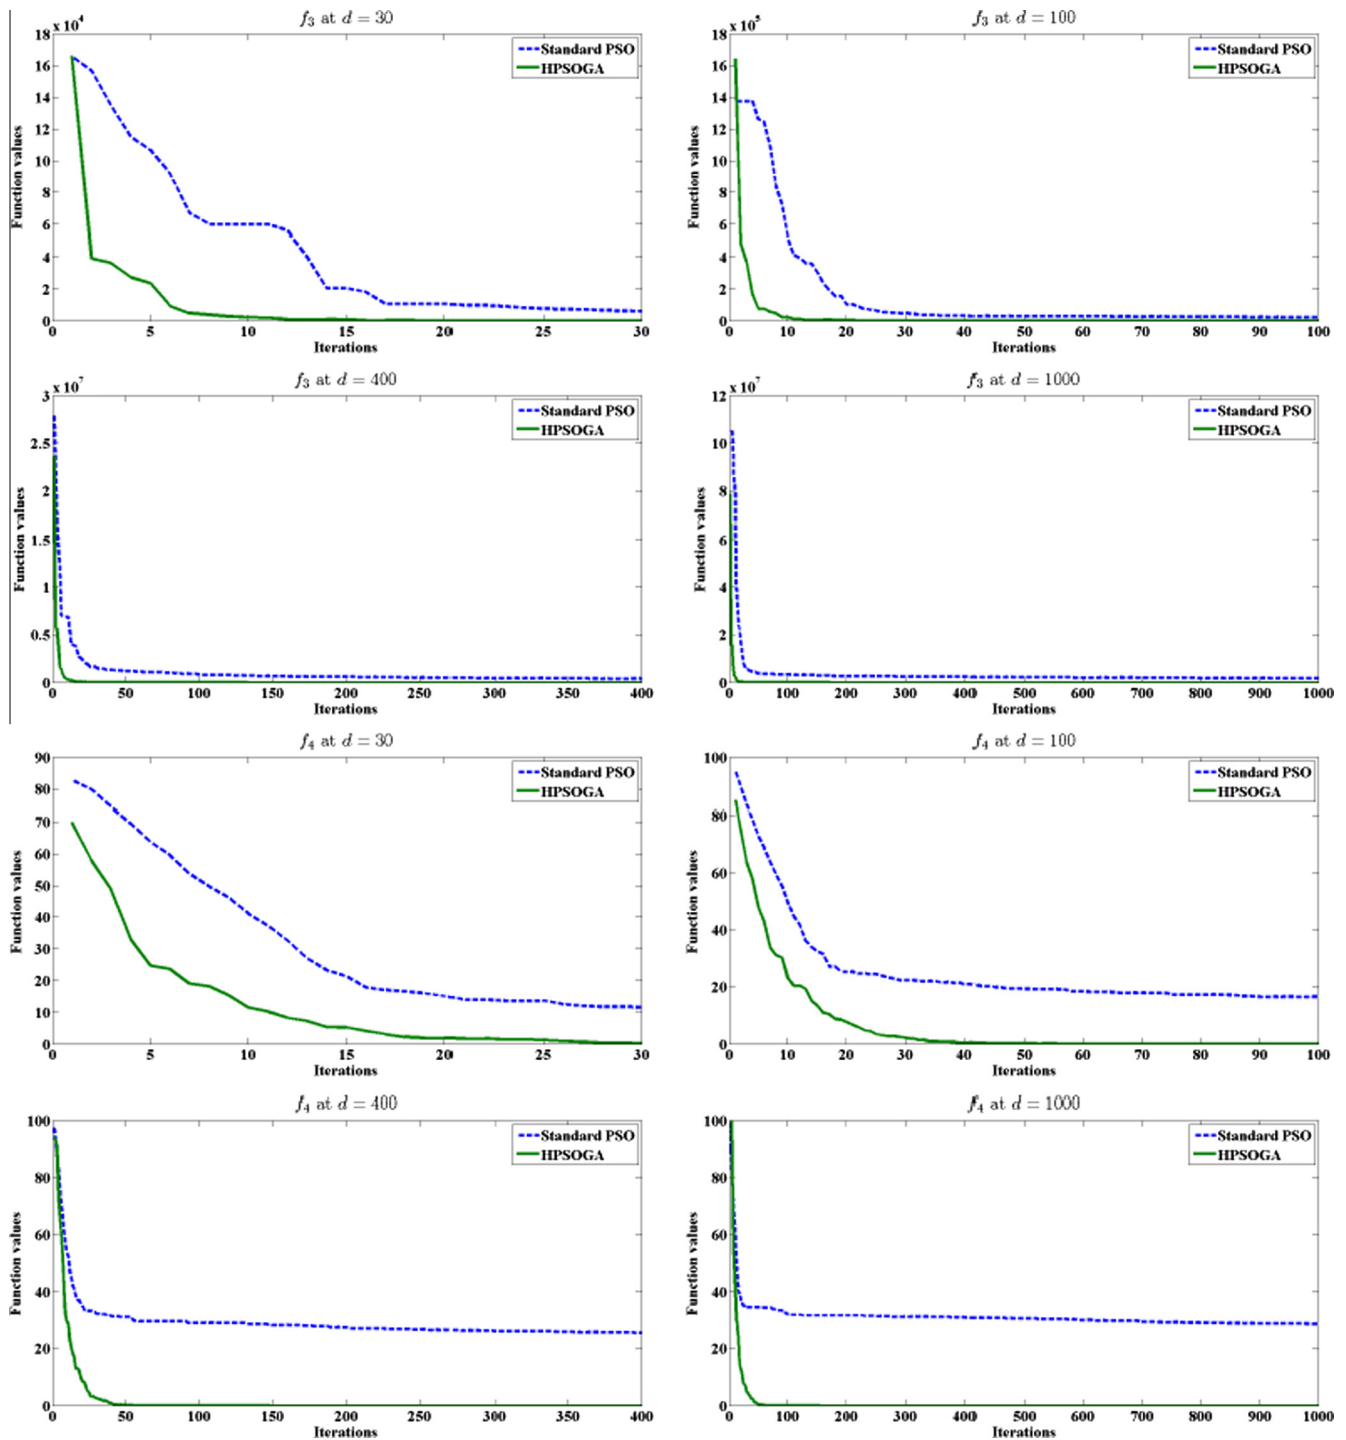 f₃ at d = 30
x 10⁴
18
16
14
12
10
8
6
4
2
0
Function values
0 5 10 15 20 25 30
Iterations
Standard PSO
HPSOGA
f₃ at d = 100
x 10⁵
18
16
14
12
10
8
6
4
2
0
Function values
0 10 20 30 40 50 60 70 80 90 100
Iterations
Standard PSO
HPSOGA
f₃ at d = 400
x 10⁷
3
2.5
2
1.5
1
0.5
0
Function values
0 50 100 150 200 250 300 350 400
Iterations
Standard PSO
HPSOGA
f₃ at d = 1000
x 10⁷
12
10
8
6
4
2
0
Function values
0 100 200 300 400 500 600 700 800 900 1000
Iterations
Standard PSO
HPSOGA
f₄ at d = 30
90
80
70
60
50
40
30
20
10
0
Function values
0 5 10 15 20 25 30
Iterations
Standard PSO
HPSOGA
f₄ at d = 100
100
80
60
40
20
0
Function values
0 10 20 30 40 50 60 70 80 90 100
Iterations
Standard PSO
HPSOGA
f₄ at d = 400
100
80
60
40
20
0
Function values
0 50 100 150 200 250 300 350 400
Iterations
Standard PSO
HPSOGA
f₄ at d = 1000
100
80
60
40
20
0
Function values
0 100 200 300 400 500 600 700 800 900 1000
Iterations
Standard PSO
HPSOGA